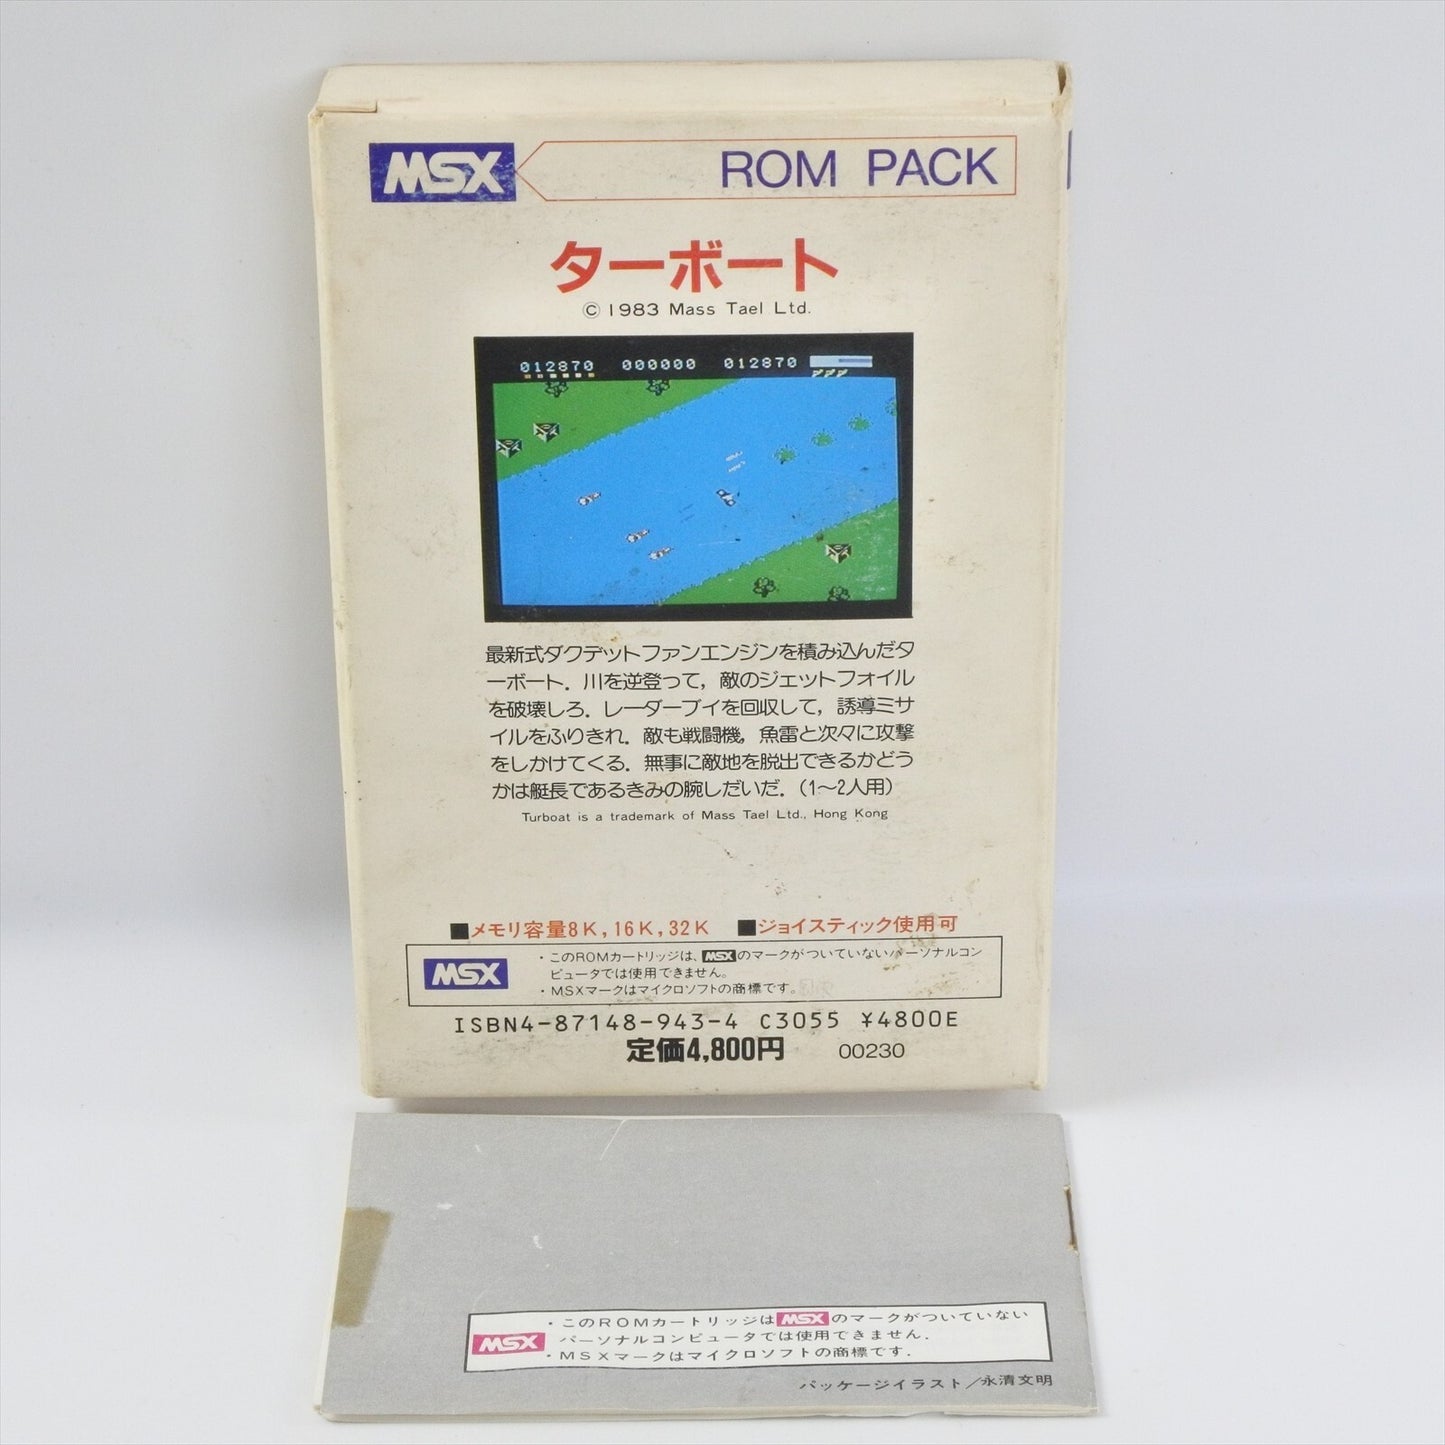 MSX ROM PACK
ターボート
© 1983 Mass Tael Ltd.
012870 000000 012870
最新式ダクデットファンエンジンを積み込んだタ
ーボート．川を逆登って，敵のジェットフォイル
を破壊しろ．レーダーブイを回収して，誘導ミサ
イルをふりきれ．敵も戦闘機，魚雷と次々に攻撃
をしかけてくる．無事に敵地を脱出できるかどう
かは艇長であるきみの腕しだいだ．（1〜2人用）
Turboat is a trademark of Mass Tael Ltd., Hong Kong
■メモリ容量8K，16K，32K ■ジョイスティック使用可
MSX
・このROMカートリッジは、MSXのマークがついていないパーソナルコン
ピュータでは使用できません。
・MSXマークはマイクロソフトの商標です。
ISBN4-87148-943-4 C3055 ¥4800E
定価4,800円 00230
MSX
・このROMカートリッジはMSXのマークがついていない
パーソナルコンピュータでは使用できません．
・MSXマークはマイクロソフトの商標です．
パッケージイラスト／永清文明